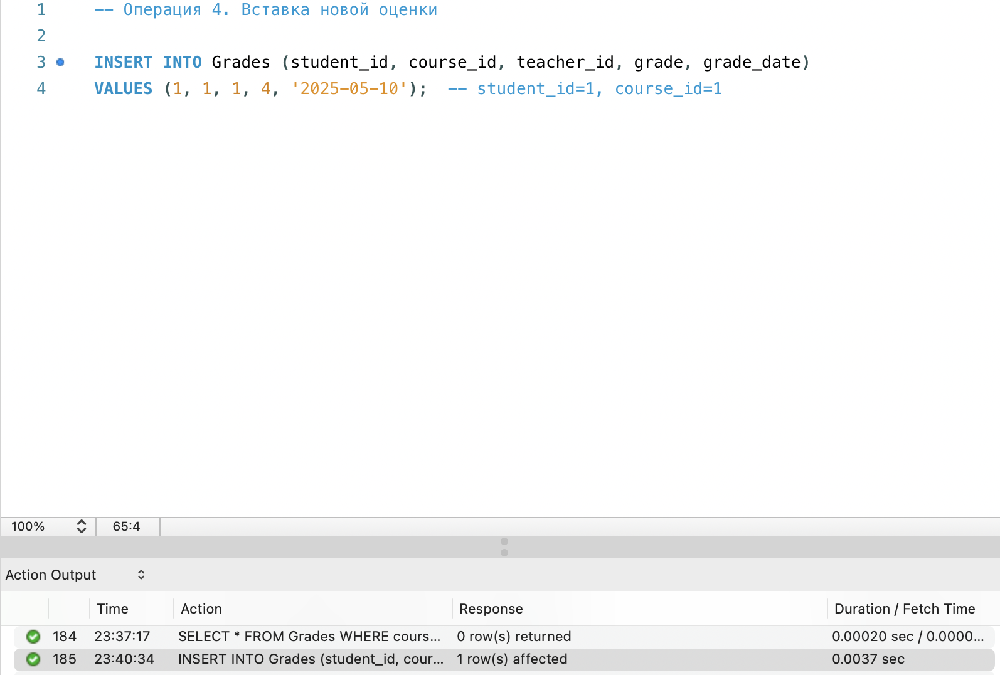 1 -- Операция 4. Вставка новой оценки
2
3 INSERT INTO Grades (student_id, course_id, teacher_id, grade, grade_date)
4 VALUES (1, 1, 1, 4, '2025-05-10'); -- student_id=1, course_id=1
100% 65:4
Action Output
Time Action Response Duration / Fetch Time
184 23:37:17 SELECT * FROM Grades WHERE cours... 0 row(s) returned 0.00020 sec / 0.0000...
185 23:40:34 INSERT INTO Grades (student_id, cour... 1 row(s) affected 0.0037 sec